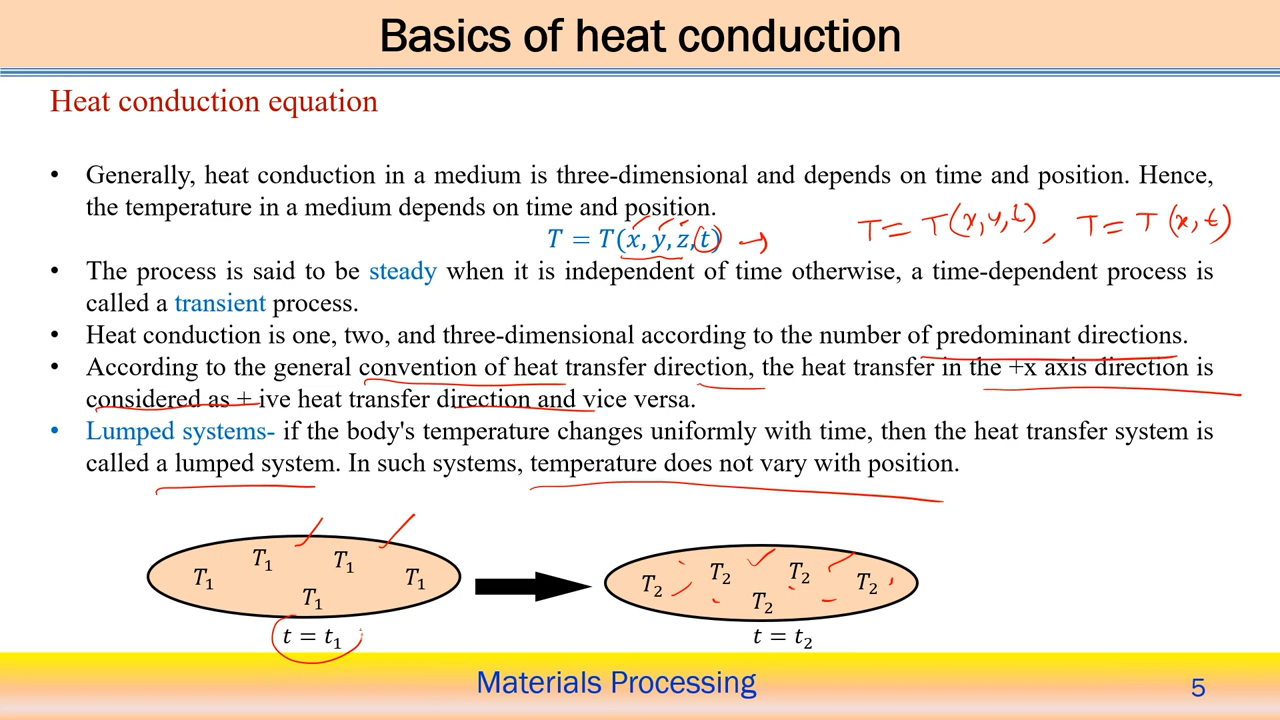 Basics of heat conduction
Heat conduction equation
• Generally, heat conduction in a medium is three-dimensional and depends on time and position. Hence,
the temperature in a medium depends on time and position.
T = T(x, y, z, t) → T = T(x, y, t) , T = T(x, t)
• The process is said to be steady when it is independent of time otherwise, a time-dependent process is
called a transient process.
• Heat conduction is one, two, and three-dimensional according to the number of predominant directions.
• According to the general convention of heat transfer direction, the heat transfer in the +x axis direction is
considered as + ive heat transfer direction and vice versa.
• Lumped systems- if the body's temperature changes uniformly with time, then the heat transfer system is
called a lumped system. In such systems, temperature does not vary with position.
T₁ T₁ T₁ T₁ T₁
T₂ T₂ T₂ T₂ T₂
t = t₁
t = t₂
Materials Processing
5